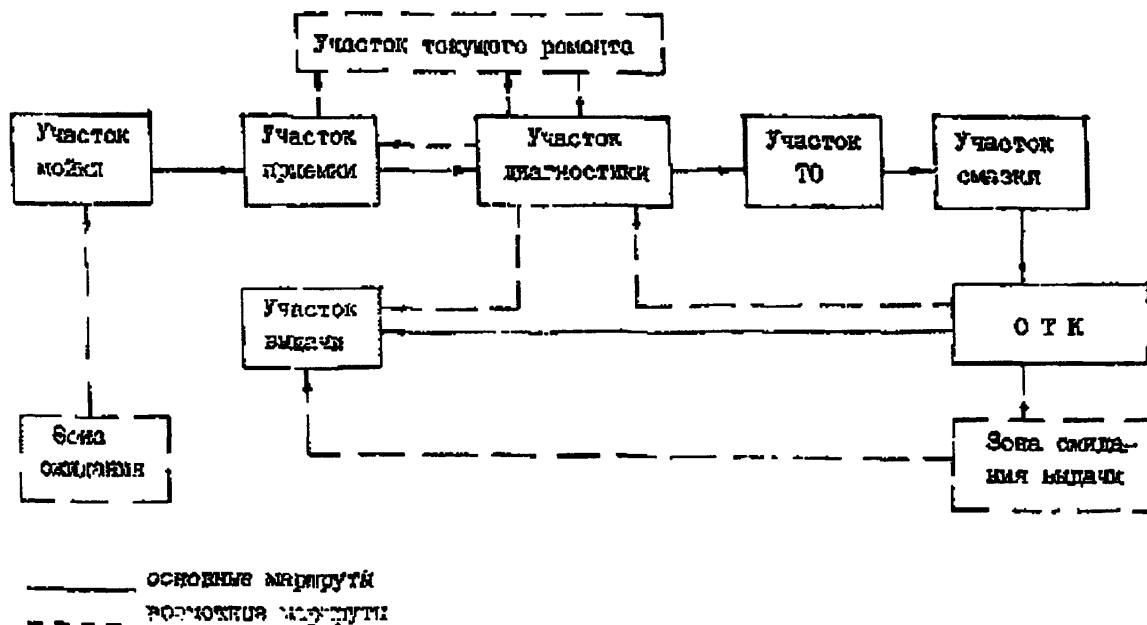 Участок текущего ремонта
Участок
мойки
Участок
приемки
Участок
диагностики
Участок
ТО
Участок
смазки
Участок
выдачи
О Т К
Зона
ожидания
Зона ожида-
ния выдачи
основные маршруты
возможные маршруты